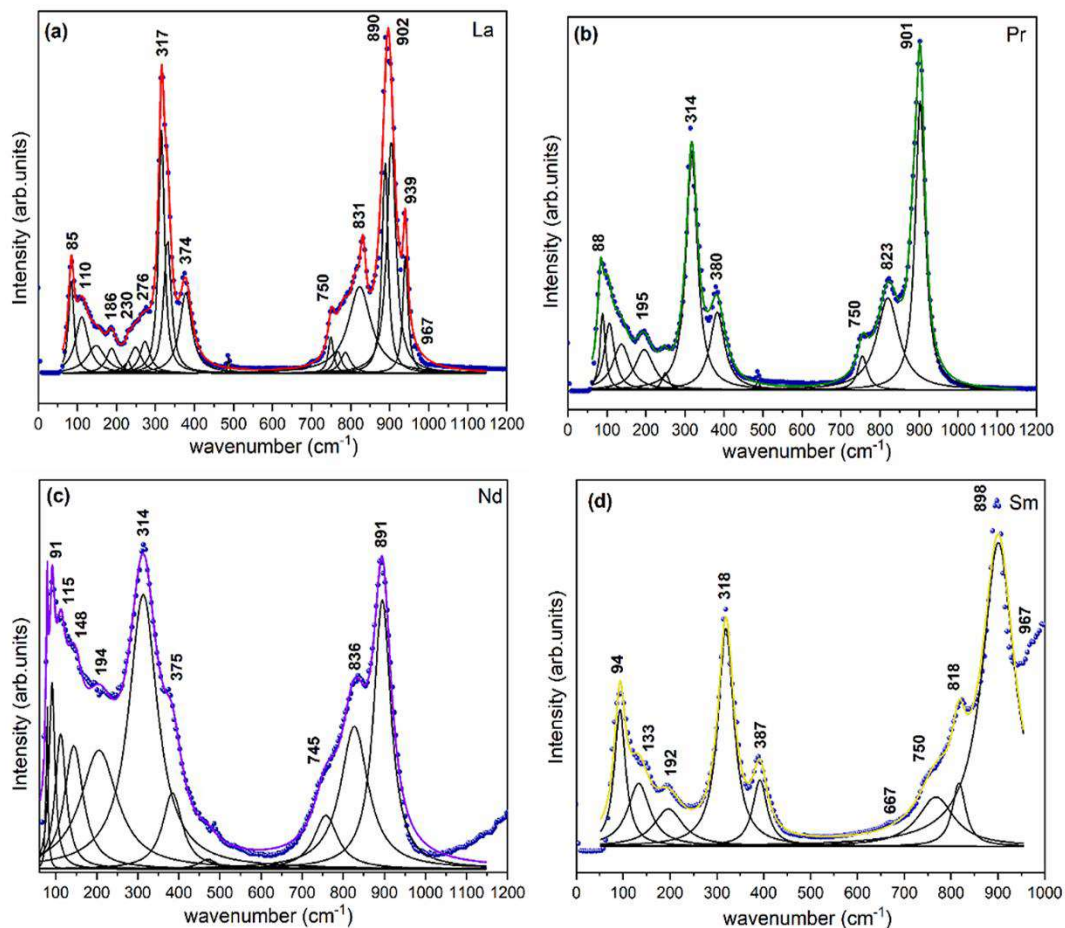 (a)
La
317
890
902
85
110
186
230
276
374
750
831
939
967
Intensity (arb.units)
0 100 200 300 400 500 600 700 800 900 1000 1100 1200
wavenumber (cm-1)
(b)
Pr
901
314
88
195
380
750
823
Intensity (arb.units)
0 100 200 300 400 500 600 700 800 900 1000 1100 1200
wavenumber (cm-1)
(c)
Nd
314
891
91
115
148
194
375
745
836
Intensity (arb.units)
100 200 300 400 500 600 700 800 900 1000 1100 1200
wavenumber (cm-1)
(d)
Sm
898
318
94
133
192
387
667
750
818
967
Intensity (arb.units)
0 100 200 300 400 500 600 700 800 900 1000
wavenumber (cm-1)